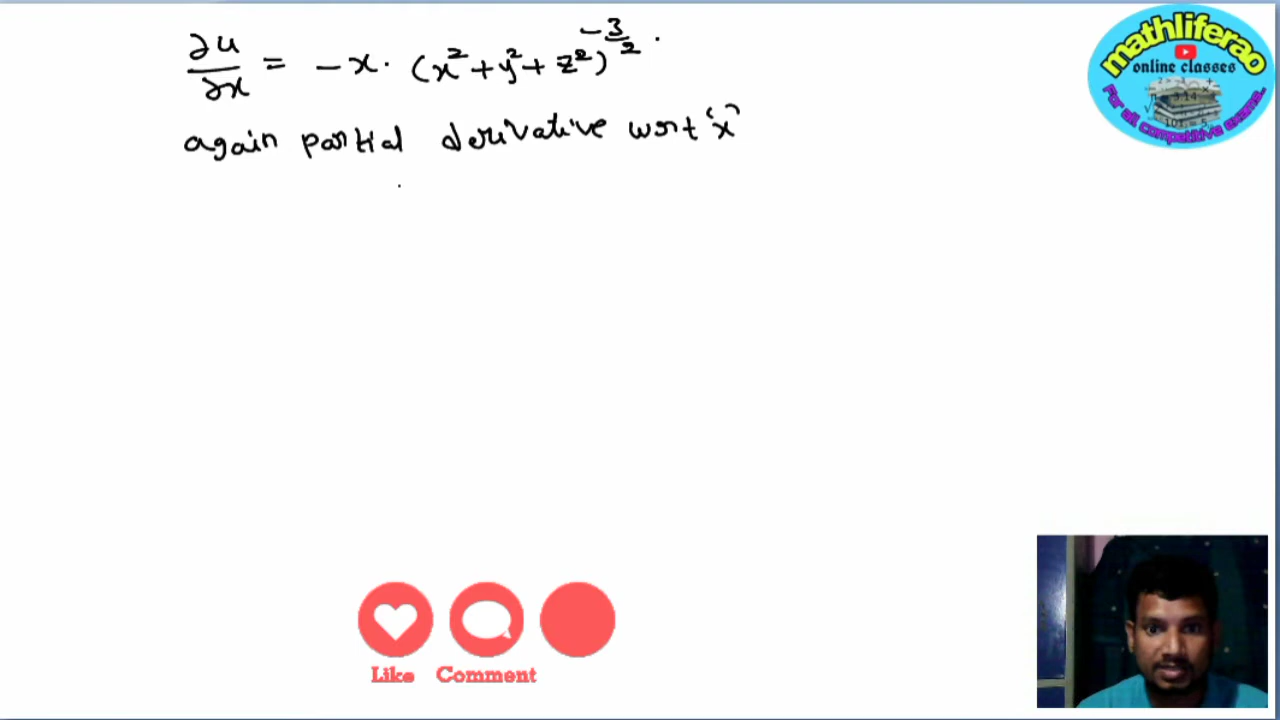 ∂u/∂x = -x · (x² + y² + z²)^(-3/2) .
again partial derivative wrt 'x'
mathliferao
online classes
For all competitive exams..
Like Comment